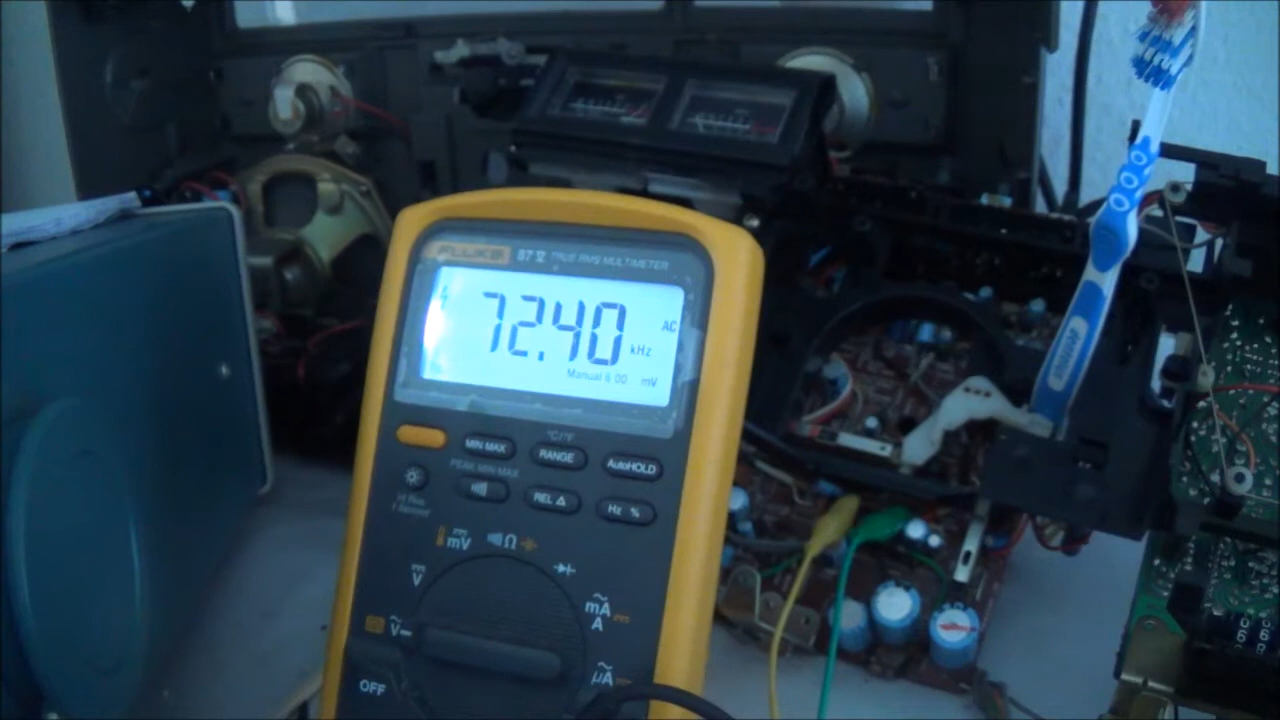 FLUKE 87 V TRUE RMS MULTIMETER
72.40
AC
kHz
Manual 6 00 mV
MIN MAX
°C/°F
RANGE
AutoHOLD
PEAK MIN MAX
REL Δ
Hz %
mV
Ω
V
mA
A
V
µA
OFF